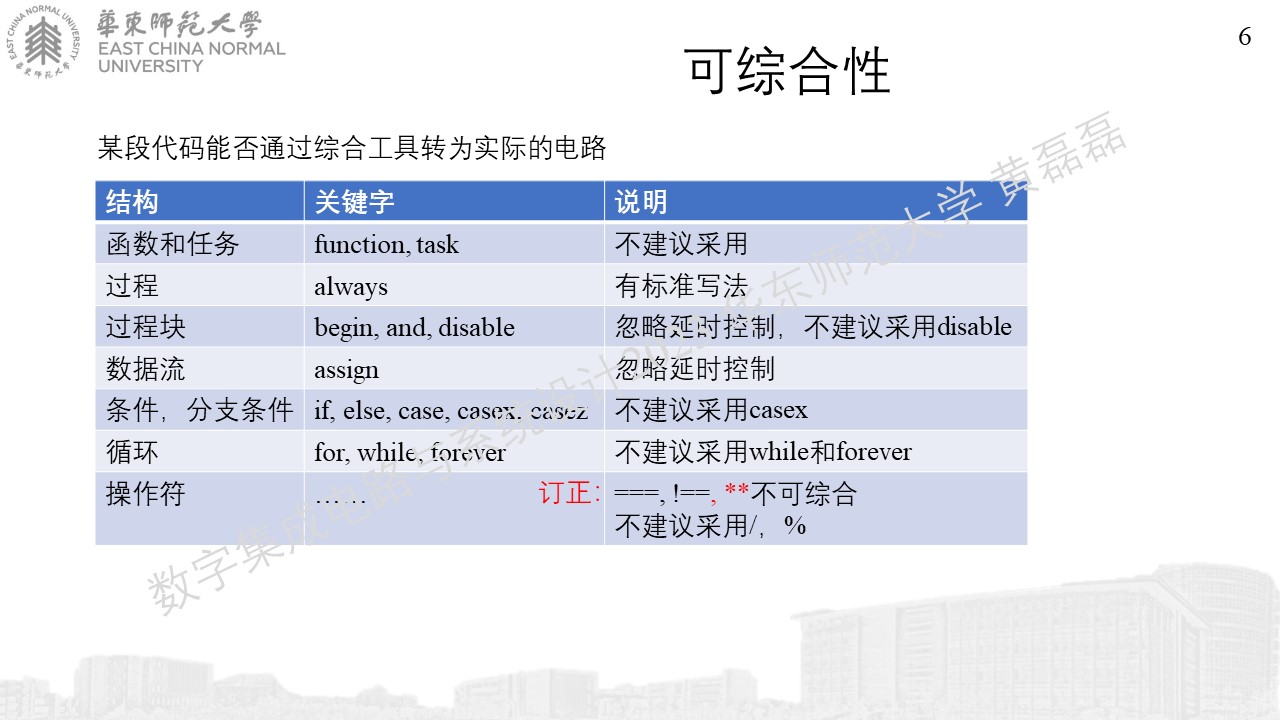 華東師範大學
EAST CHINA NORMAL
UNIVERSITY
EAST CHINA NORMAL UNIVERSITY
華東师范大学
6
可综合性
某段代码能否通过综合工具转为实际的电路
结构 关键字 说明
函数和任务 function, task 不建议采用
过程 always 有标准写法
过程块 begin, and, disable 忽略延时控制，不建议采用disable
数据流 assign 忽略延时控制
条件，分支条件 if, else, case, casex, casez 不建议采用casex
循环 for, while, forever 不建议采用while和forever
操作符 …… 订正： ===, !==, **不可综合
不建议采用/，%
数字集成电路与系统设计202 华东师范大学 黄磊磊